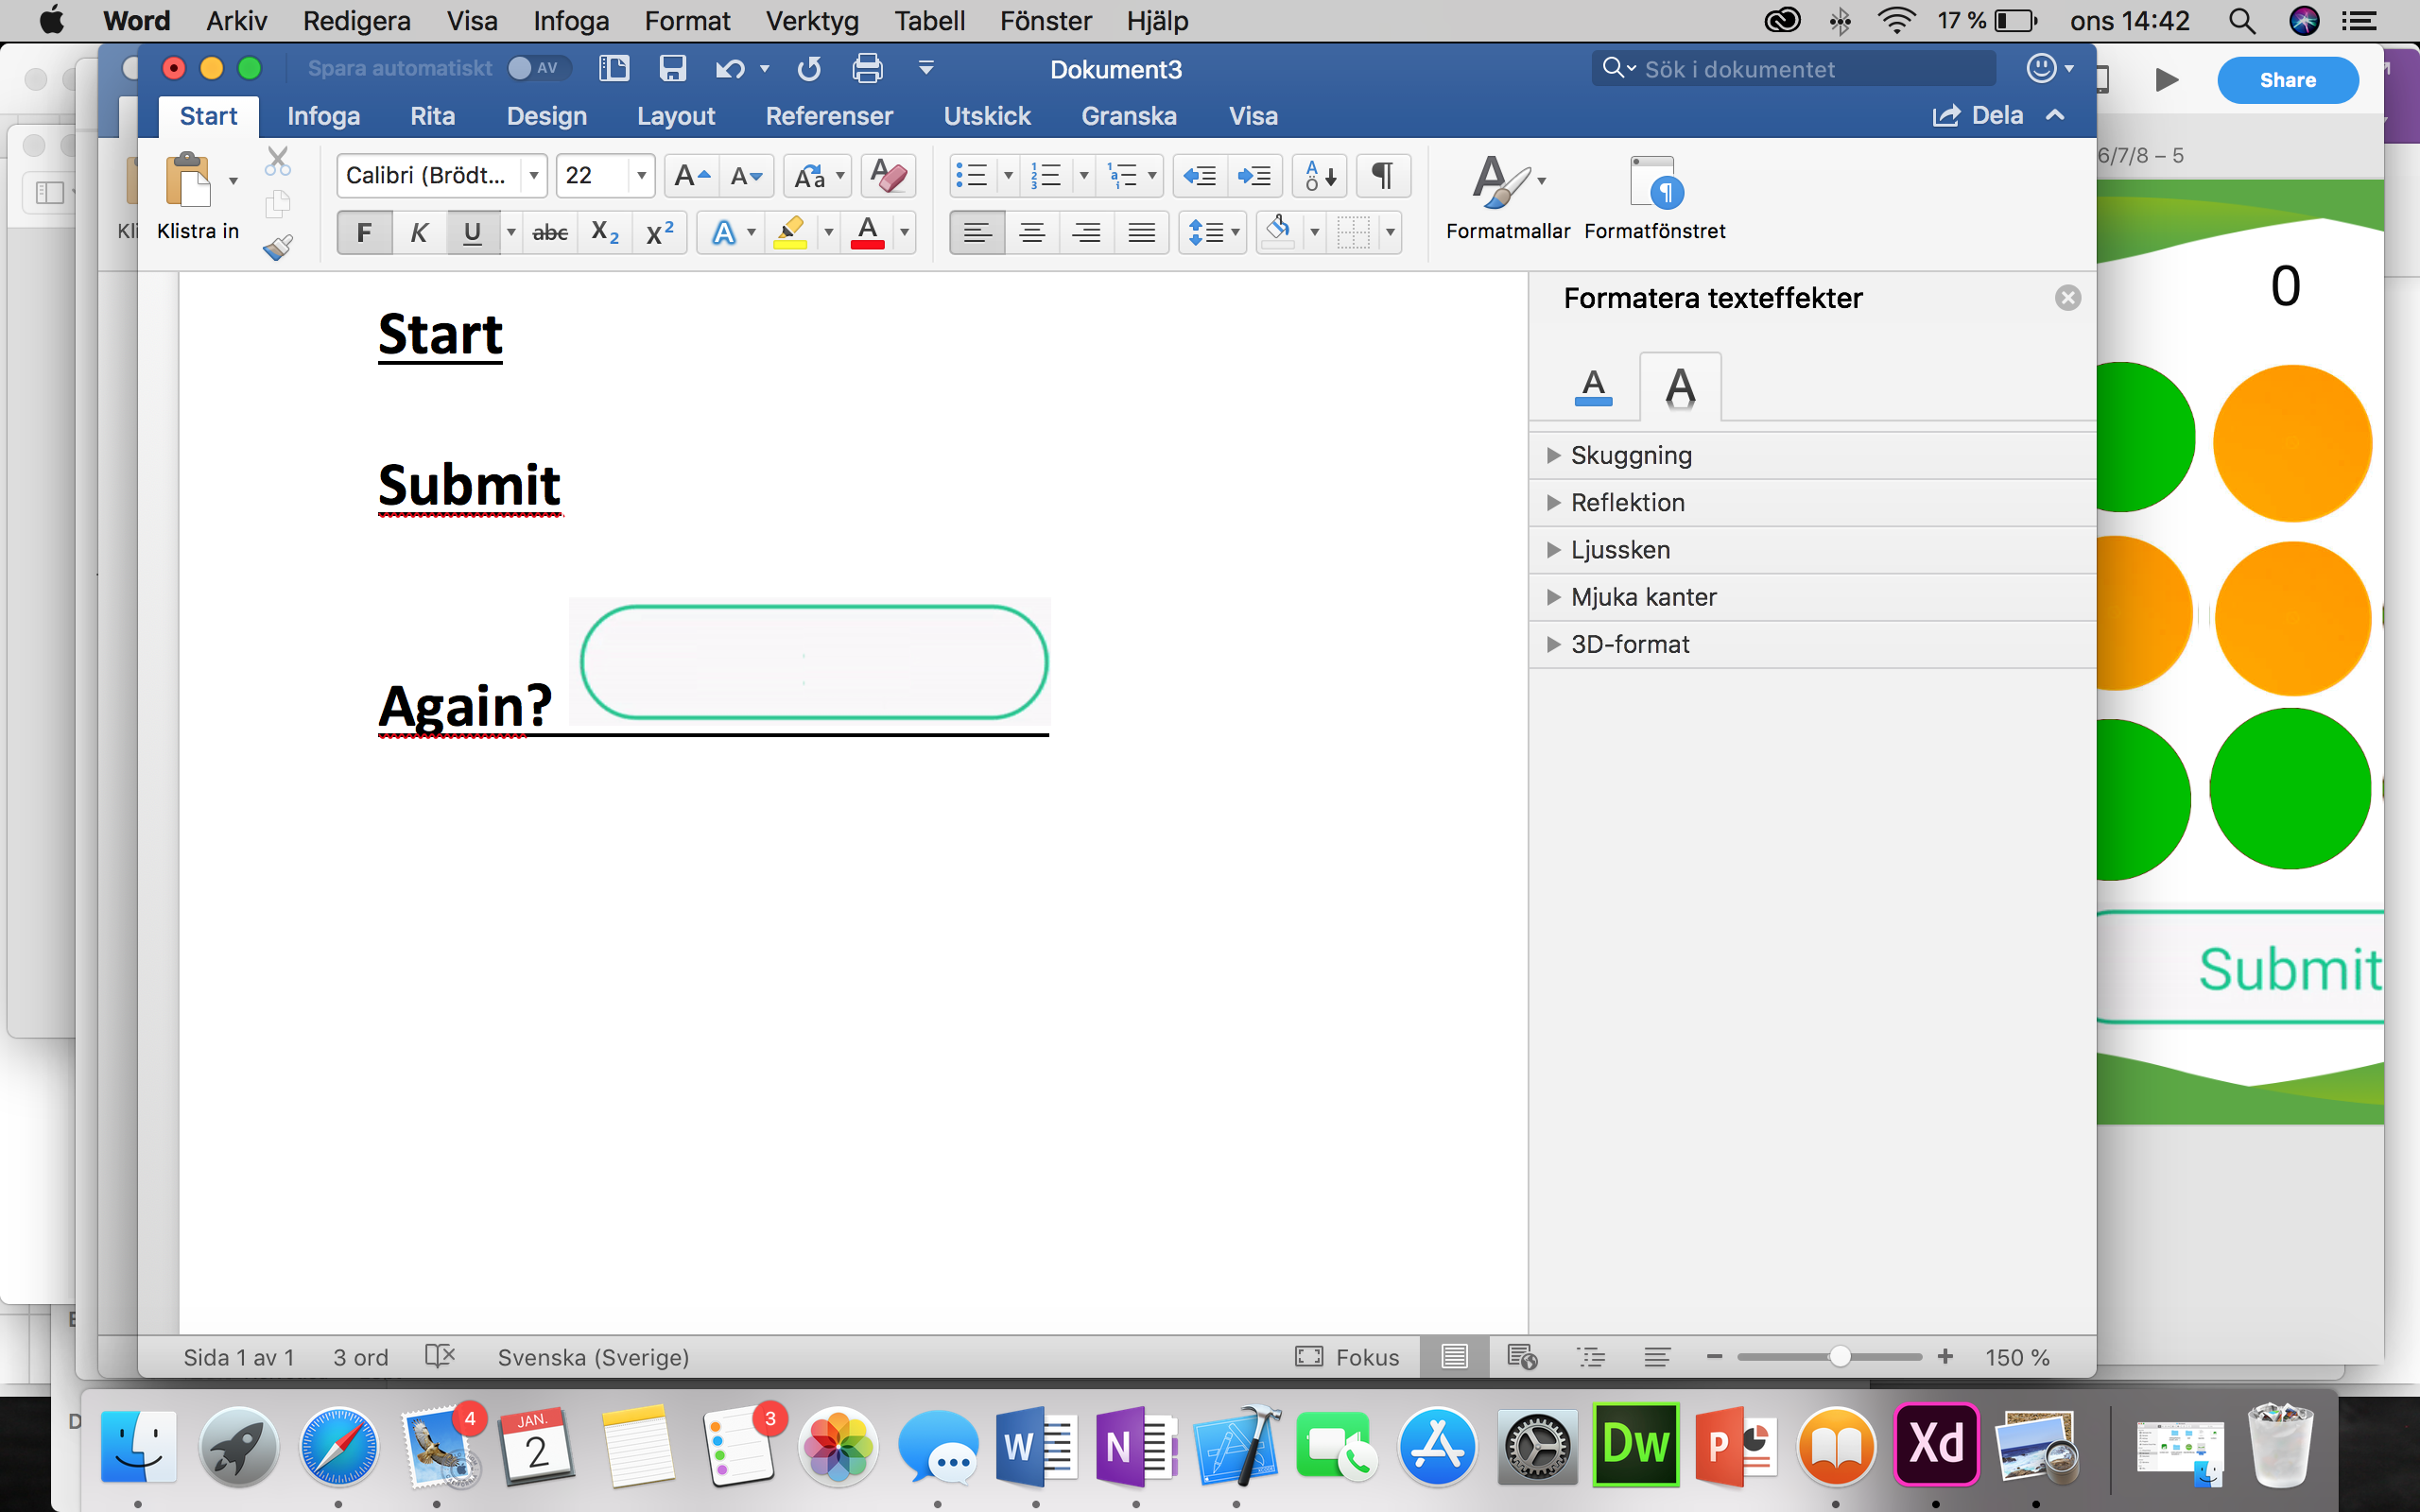 Word Arkiv Redigera Visa Infoga Format Verktyg Tabell Fönster Hjälp 17 % ons 14:42
Spara automatiskt AV Dokument3 Sök i dokumentet Share
Start Infoga Rita Design Layout Referenser Utskick Granska Visa Dela
6/7/8 – 5
Calibri (Brödt... 22
Kli Klistra in
F K U abc X2 X2 A A
Formatmallar Formatfönstret
Formatera texteffekter
0
Start
Submit
Again?
Skuggning
Reflektion
Ljussken
Mjuka kanter
3D-format
Submit
Sida 1 av 1 3 ord Svenska (Sverige) Fokus 150 %
4 JAN. 2 3 W N Dw P Xd